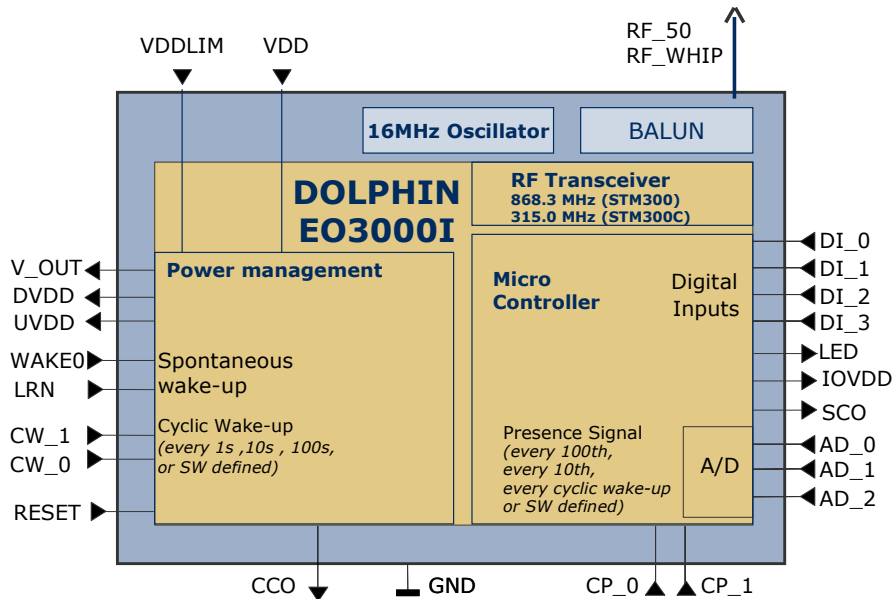 VDDLIM
VDD
RF_50
RF_WHIP
16MHz Oscillator
BALUN
DOLPHIN
EO3000I
RF Transceiver
868.3 MHz (STM300)
315.0 MHz (STM300C)
Power management
Micro
Controller
Digital
Inputs
V_OUT
DVDD
UVDD
WAKE0
LRN
CW_1
CW_0
RESET
Spontaneous
wake-up
Cyclic Wake-up
(every 1s ,10s , 100s,
or SW defined)
Presence Signal
(every 100th,
every 10th,
every cyclic wake-up
or SW defined)
A/D
DI_0
DI_1
DI_2
DI_3
LED
IOVDD
SCO
AD_0
AD_1
AD_2
CCO
GND
CP_0
CP_1